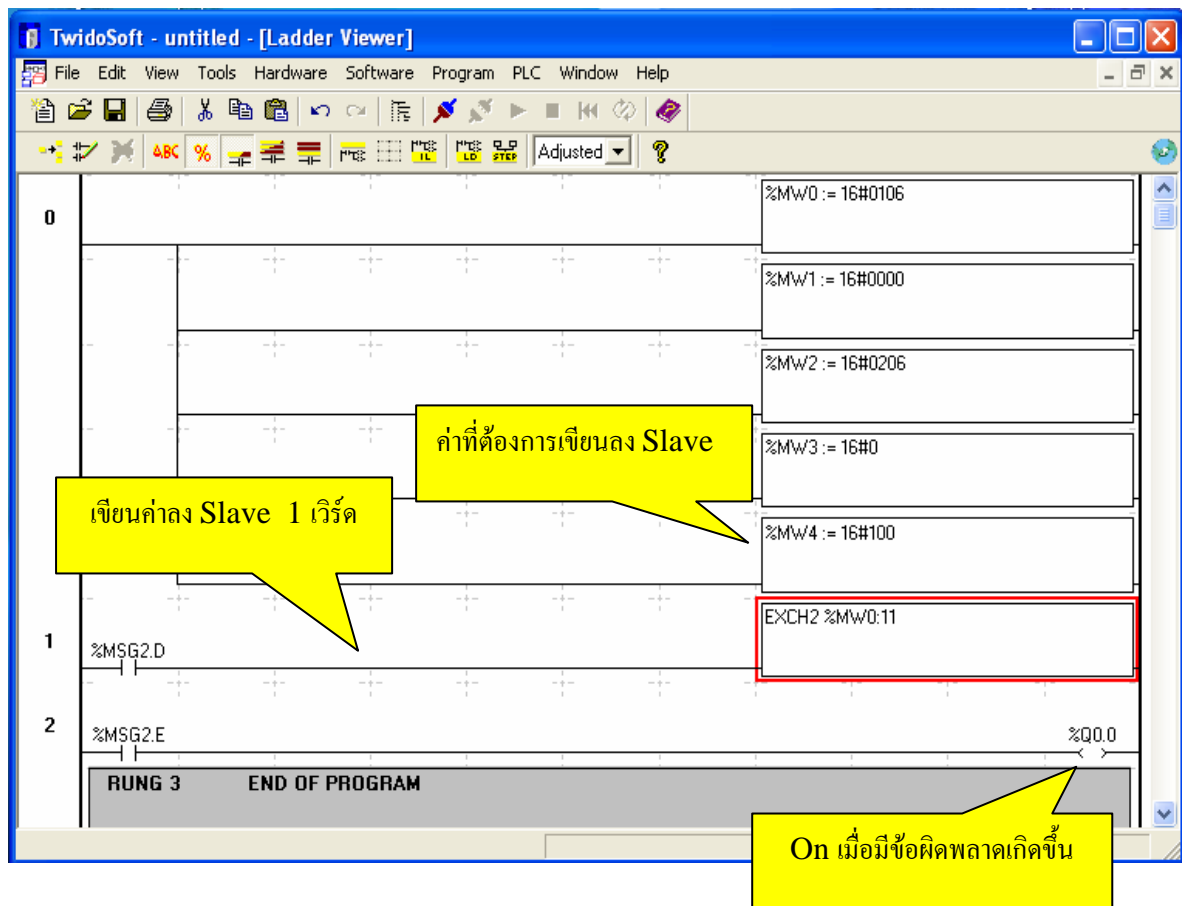 TwidoSoft - untitled - [Ladder Viewer]
File Edit View Tools Hardware Software Program PLC Window Help
ABC % IL LD STEP Adjusted
0
%MW0 := 16#0106
%MW1 := 16#0000
%MW2 := 16#0206
ค่าที่ต้องการเขียนลง Slave
%MW3 := 16#0
เขียนค่าลง Slave 1 เวิร์ด
%MW4 := 16#100
EXCH2 %MW0:11
1 %MSG2.D
2 %MSG2.E %Q0.0
RUNG 3 END OF PROGRAM
On เมื่อมีข้อผิดพลาดเกิดขึ้น